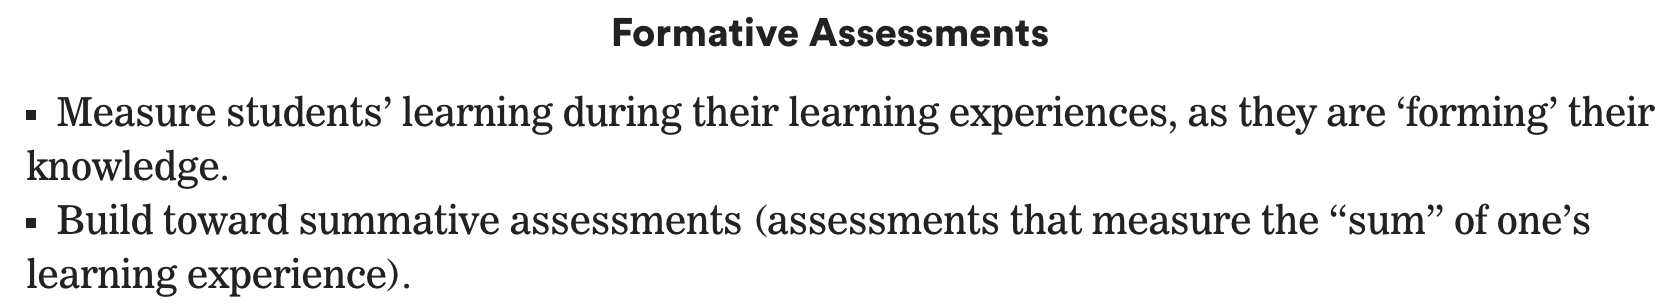 Formative Assessments
▪ Measure students’ learning during their learning experiences, as they are ‘forming’ their
knowledge.
▪ Build toward summative assessments (assessments that measure the “sum” of one’s
learning experience).